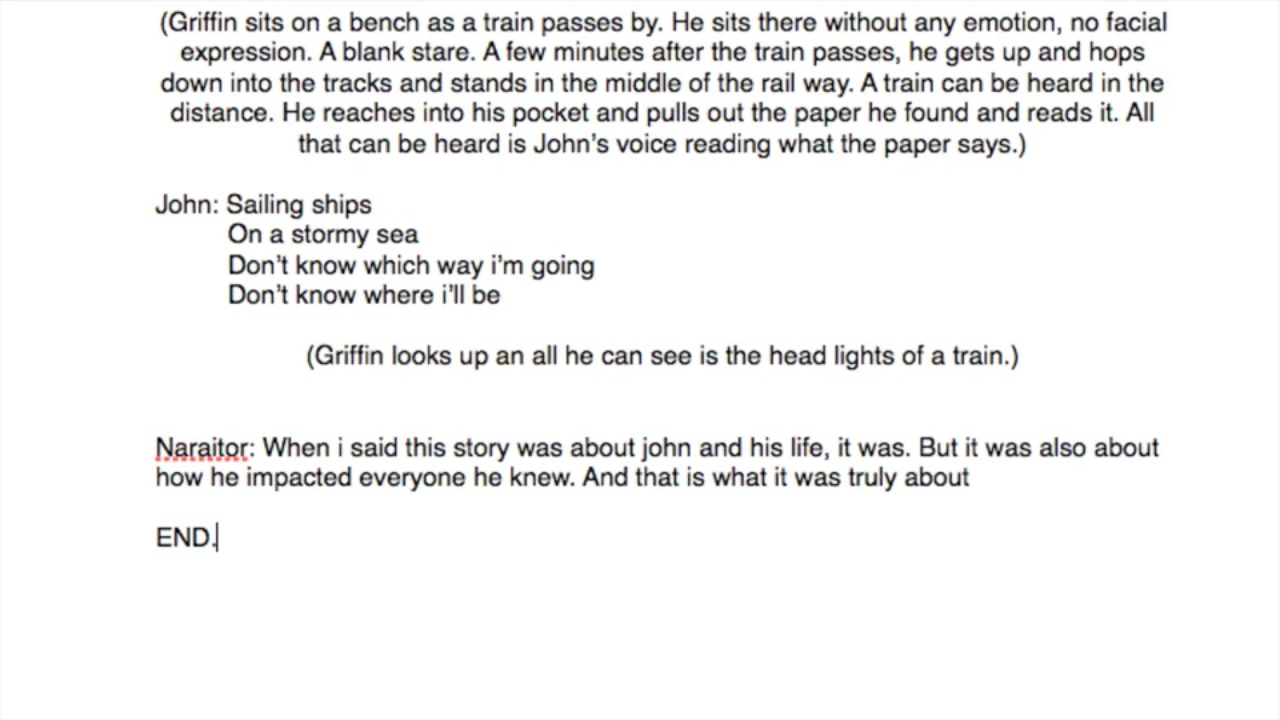 (Griffin sits on a bench as a train passes by. He sits there without any emotion, no facial
expression. A blank stare. A few minutes after the train passes, he gets up and hops
down into the tracks and stands in the middle of the rail way. A train can be heard in the
distance. He reaches into his pocket and pulls out the paper he found and reads it. All
that can be heard is John’s voice reading what the paper says.)
John: Sailing ships
On a stormy sea
Don’t know which way i’m going
Don’t know where i’ll be
(Griffin looks up an all he can see is the head lights of a train.)
Naraitor: When i said this story was about john and his life, it was. But it was also about
how he impacted everyone he knew. And that is what it was truly about
END.